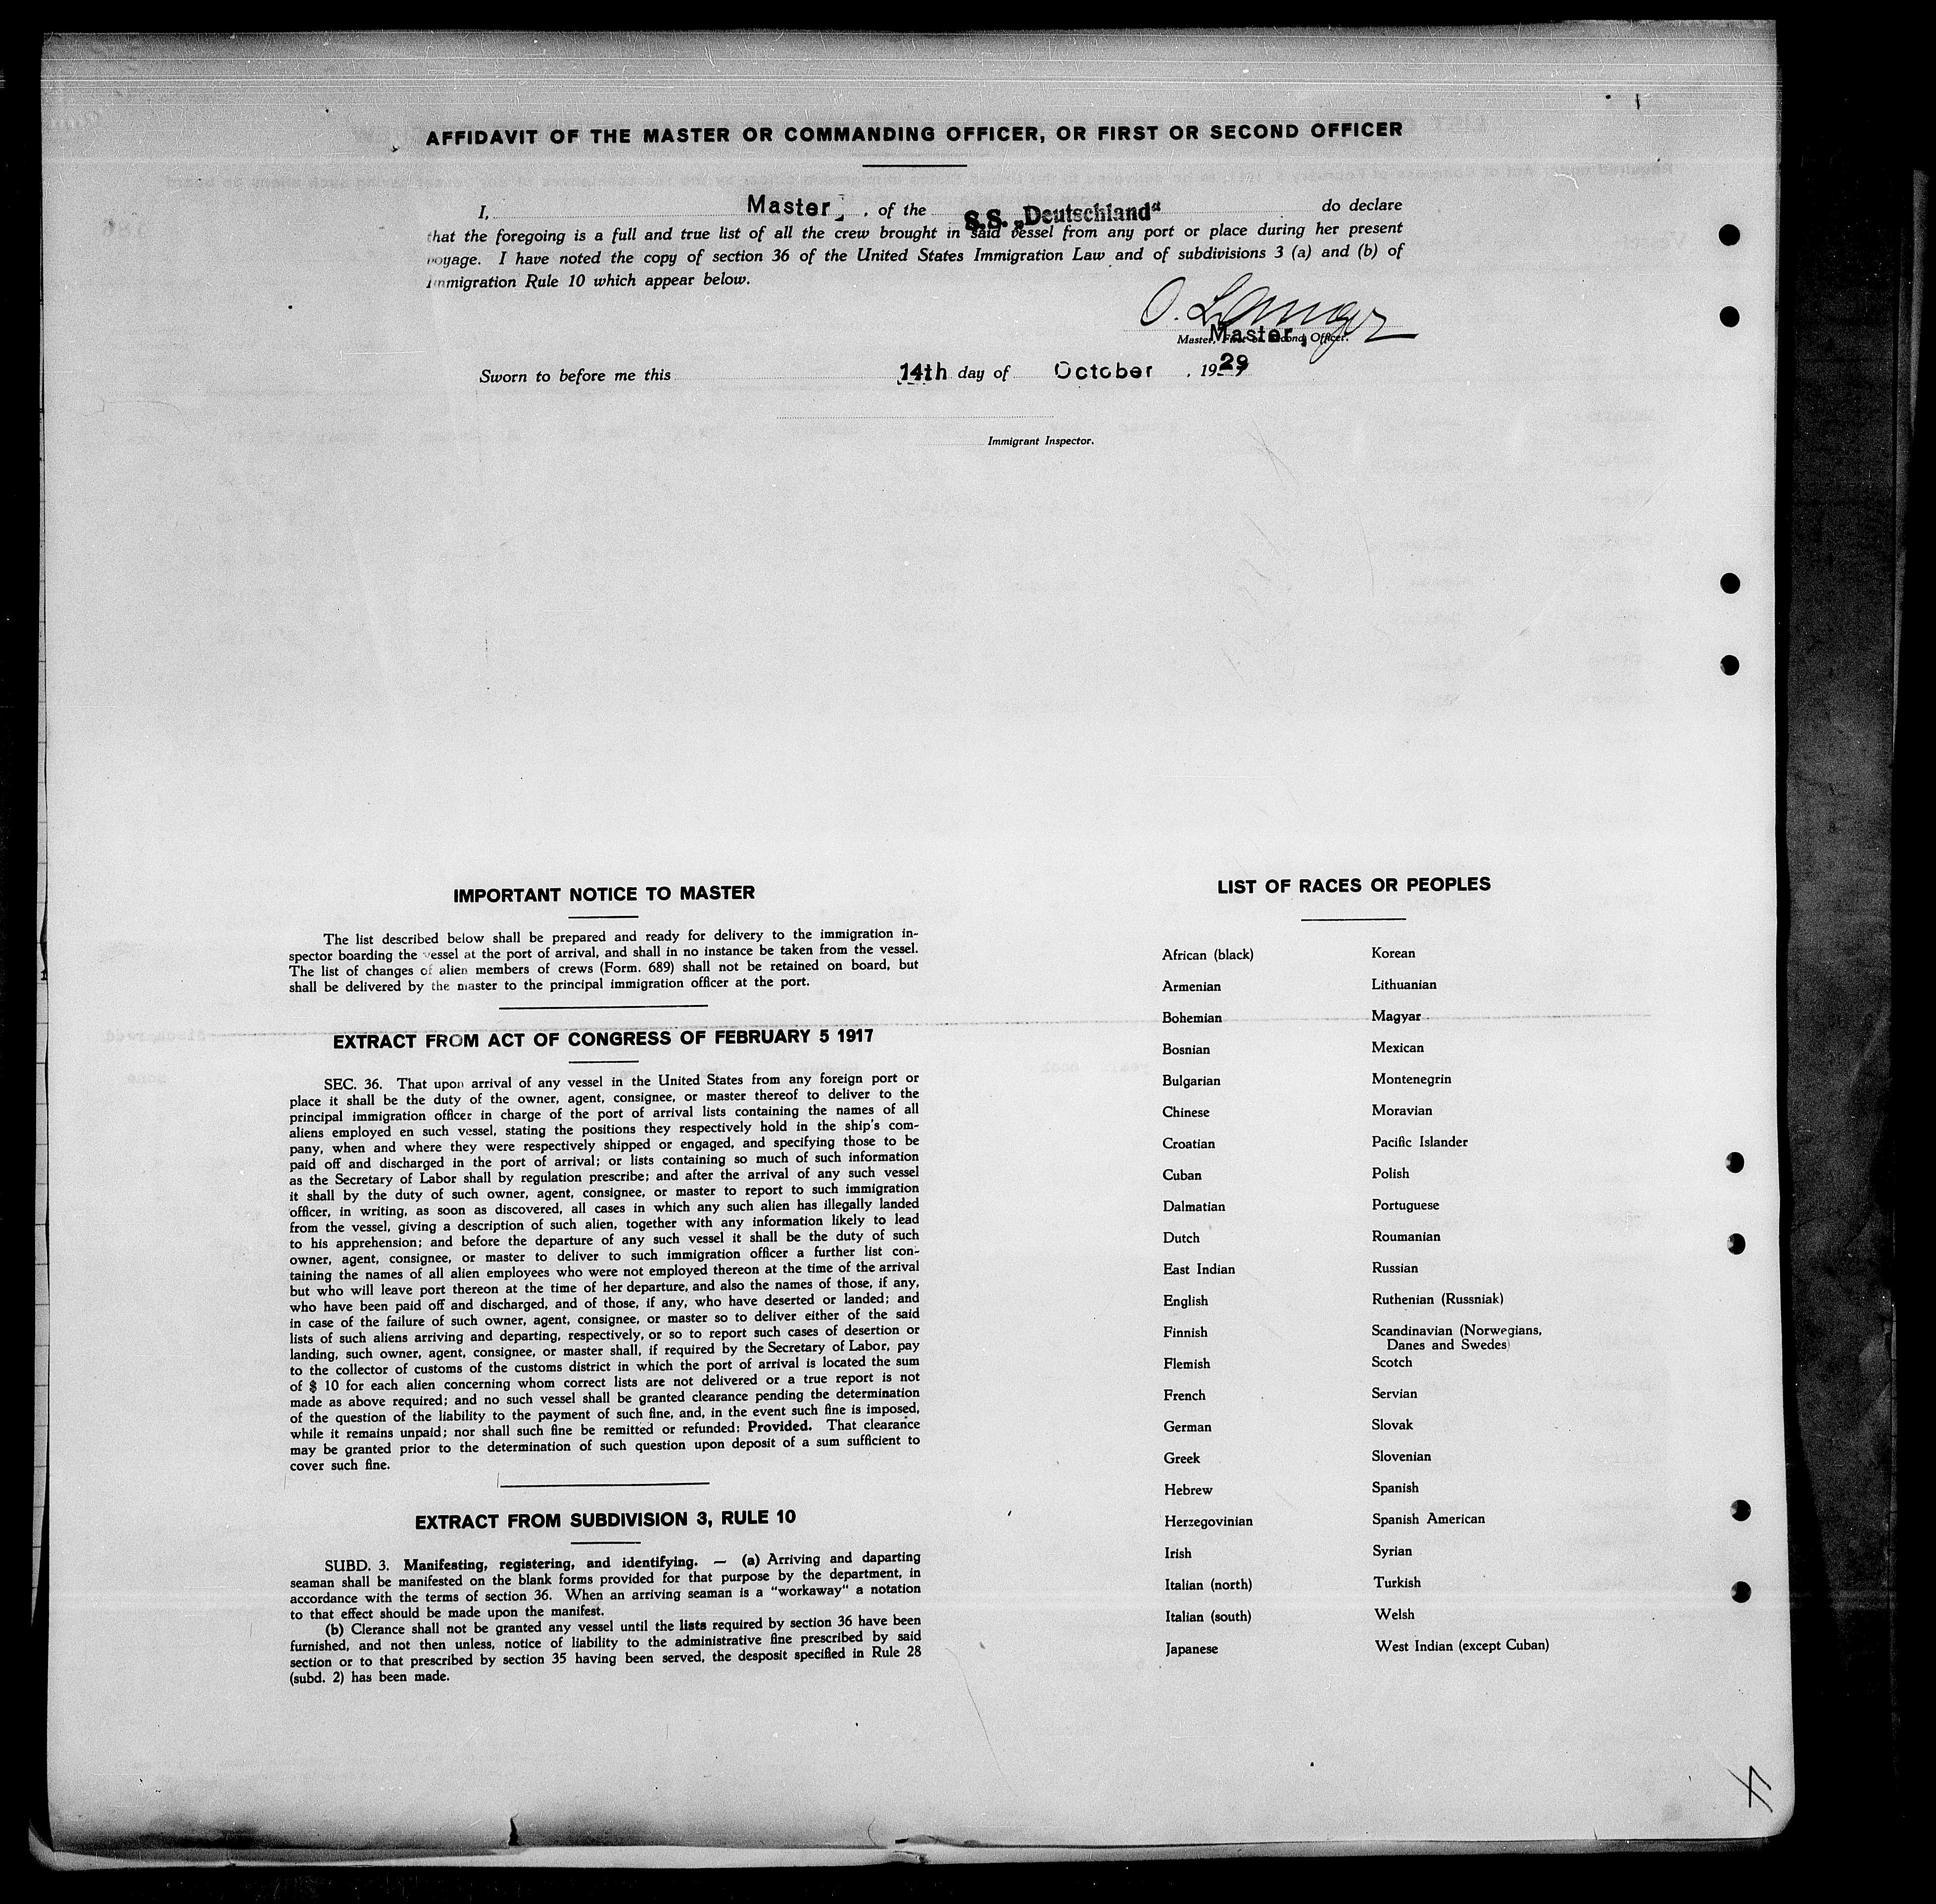 AFFIDAVIT OF THE MASTER OR COMMANDING OFFICER, OR FIRST OR SECOND OFFICER
I, Master, of the S.S. „Deutschland“ do declare
that the foregoing is a full and true list of all the crew brought in said vessel from any port or place during her present
voyage. I have noted the copy of section 36 of the United States Immigration Law and of subdivisions 3 (a) and (b) of
Immigration Rule 10 which appear below.
O. Langer
Master,
Master, First or Second Officer.
Sworn to before me this 14th day of October , 1929
Immigrant Inspector.
IMPORTANT NOTICE TO MASTER
The list described below shall be prepared and ready for delivery to the immigration in-
spector boarding the vessel at the port of arrival, and shall in no instance be taken from the vessel.
The list of changes of alien members of crews (Form. 689) shall not be retained on board, but
shall be delivered by the master to the principal immigration officer at the port.
EXTRACT FROM ACT OF CONGRESS OF FEBRUARY 5 1917
SEC. 36. That upon arrival of any vessel in the United States from any foreign port or
place it shall be the duty of the owner, agent, consignee, or master thereof to deliver to the
principal immigration officer in charge of the port of arrival lists containing the names of all
aliens employed en such vessel, stating the positions they respectively hold in the ship's com-
pany, when and where they were respectively shipped or engaged, and specifying those to be
paid off and discharged in the port of arrival; or lists containing so much of such information
as the Secretary of Labor shall by regulation prescribe; and after the arrival of any such vessel
it shall by the duty of such owner, agent, consignee, or master to report to such immigration
officer, in writing, as soon as discovered, all cases in which any such alien has illegally landed
from the vessel, giving a description of such alien, together with any information likely to lead
to his apprehension; and before the departure of any such vessel it shall be the duty of such
owner, agent, consignee, or master to deliver to such immigration officer a further list con-
taining the names of all alien employees who were not employed thereon at the time of the arrival
but who will leave port thereon at the time of her departure, and also the names of those, if any,
who have been paid off and discharged, and of those, if any, who have deserted or landed; and
in case of the failure of such owner, agent, consignee, or master so to deliver either of the said
lists of such aliens arriving and departing, respectively, or so to report such cases of desertion or
landing, such owner, agent, consignee, or master shall, if required by the Secretary of Labor, pay
to the collector of customs of the customs district in which the port of arrival is located the sum
of $ 10 for each alien concerning whom correct lists are not delivered or a true report is not
made as above required; and no such vessel shall be granted clearance pending the determination
of the question of the liability to the payment of such fine, and, in the event such fine is imposed,
while it remains unpaid; nor shall such fine be remitted or refunded: Provided. That clearance
may be granted prior to the determination of such question upon deposit of a sum sufficient to
cover such fine.
EXTRACT FROM SUBDIVISION 3, RULE 10
SUBD. 3. Manifesting, registering, and identifying. — (a) Arriving and daparting
seaman shall be manifested on the blank forms provided for that purpose by the department, in
accordance with the terms of section 36. When an arriving seaman is a "workaway" a notation
to that effect should be made upon the manifest.
(b) Clerance shall not be granted any vessel until the lists required by section 36 have been
furnished, and not then unless, notice of liability to the administrative fine prescribed by said
section or to that prescribed by section 35 having been served, the desposit specified in Rule 28
(subd. 2) has been made.
LIST OF RACES OR PEOPLES
African (black)
Armenian
Bohemian
Bosnian
Bulgarian
Chinese
Croatian
Cuban
Dalmatian
Dutch
East Indian
English
Finnish
Flemish
French
German
Greek
Hebrew
Herzegovinian
Irish
Italian (north)
Italian (south)
Japanese
Korean
Lithuanian
Magyar
Mexican
Montenegrin
Moravian
Pacific Islander
Polish
Portuguese
Roumanian
Russian
Ruthenian (Russniak)
Scandinavian (Norwegians,
Danes and Swedes)
Scotch
Servian
Slovak
Slovenian
Spanish
Spanish American
Syrian
Turkish
Welsh
West Indian (except Cuban)